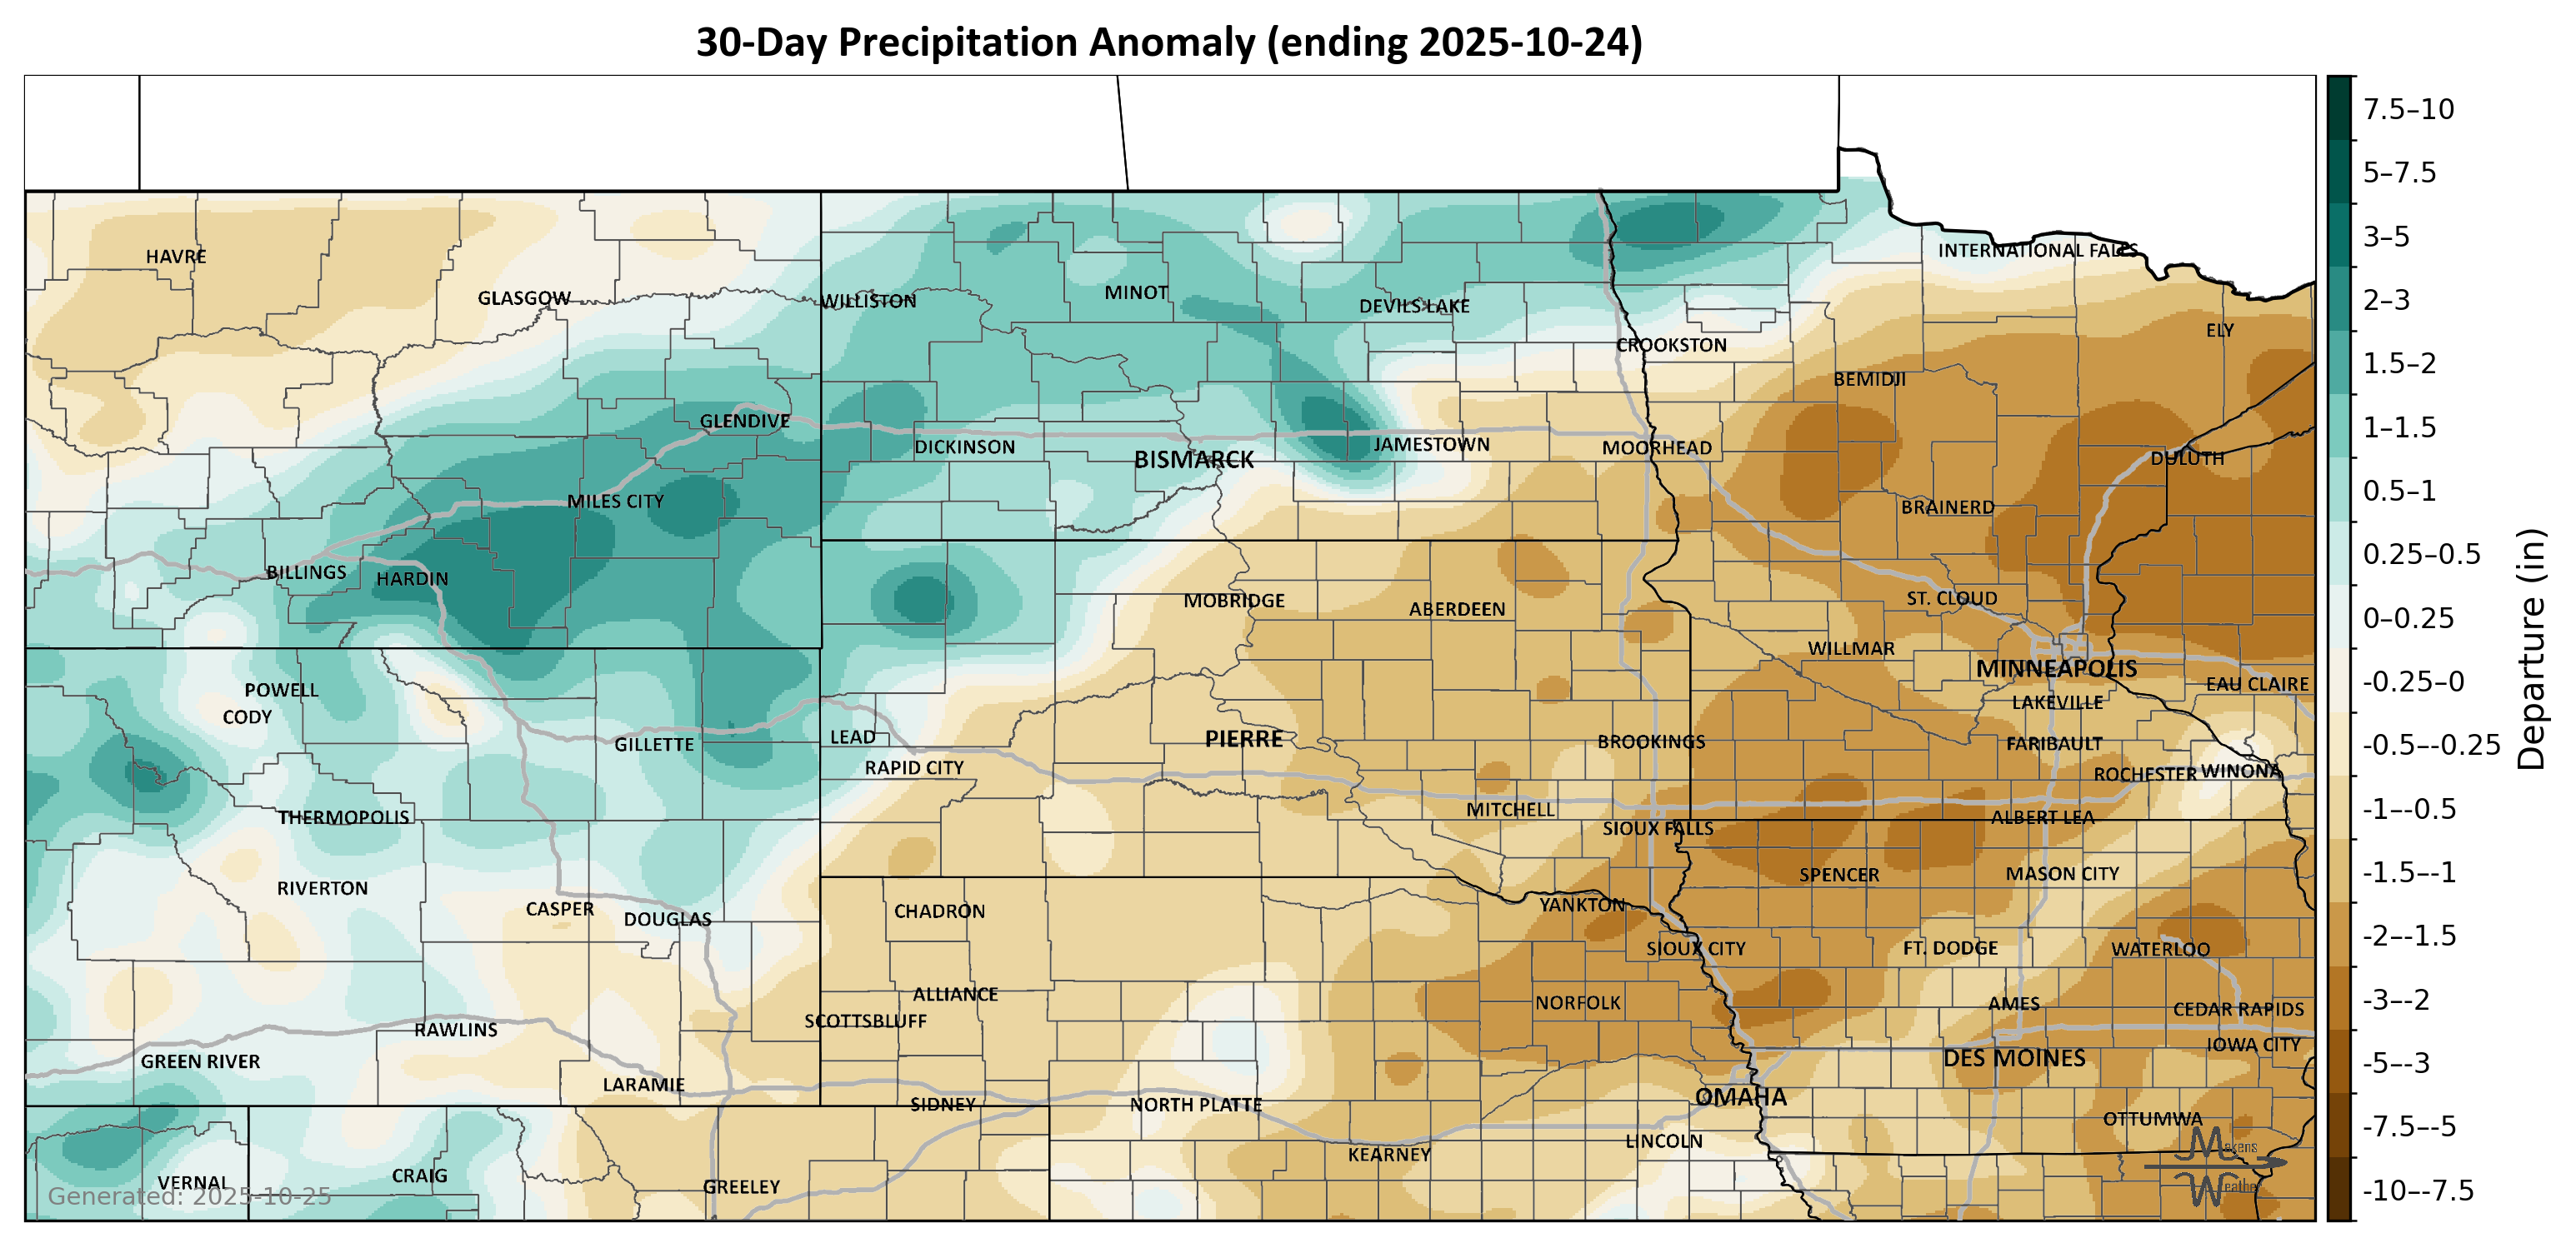 30-Day Precipitation Anomaly (ending 2025-10-24)
HAVRE
GLASGOW
WILLISTON
MINOT
DEVILS LAKE
INTERNATIONAL FALLS
ELY
CROOKSTON
BEMIDJI
GLENDIVE
DICKINSON
BISMARCK
JAMESTOWN
MOORHEAD
DULUTH
MILES CITY
BRAINERD
BILLINGS
HARDIN
MOBRIDGE
ABERDEEN
ST. CLOUD
WILLMAR
MINNEAPOLIS
POWELL
CODY
EAU CLAIRE
LAKEVILLE
GILLETTE
LEAD
PIERRE
BROOKINGS
FARIBAULT
RAPID CITY
ROCHESTER
WINONA
THERMOPOLIS
MITCHELL
SIOUX FALLS
ALBERT LEA
RIVERTON
SPENCER
MASON CITY
CASPER
DOUGLAS
CHADRON
YANKTON
SIOUX CITY
FT. DODGE
WATERLOO
ALLIANCE
NORFOLK
AMES
CEDAR RAPIDS
SCOTTSBLUFF
RAWLINS
GREEN RIVER
IOWA CITY
DES MOINES
LARAMIE
OMAHA
SIDNEY
NORTH PLATTE
OTTUMWA
LINCOLN
KEARNEY
VERNAL
CRAIG
GREELEY
Generated: 2025-10-25
Makens
Weather
7.5–10
5–7.5
3–5
2–3
1.5–2
1–1.5
0.5–1
0.25–0.5
0–0.25
-0.25–0
-0.5–-0.25
-1–-0.5
-1.5–-1
-2–-1.5
-3–-2
-5–-3
-7.5–-5
-10–-7.5
Departure (in)